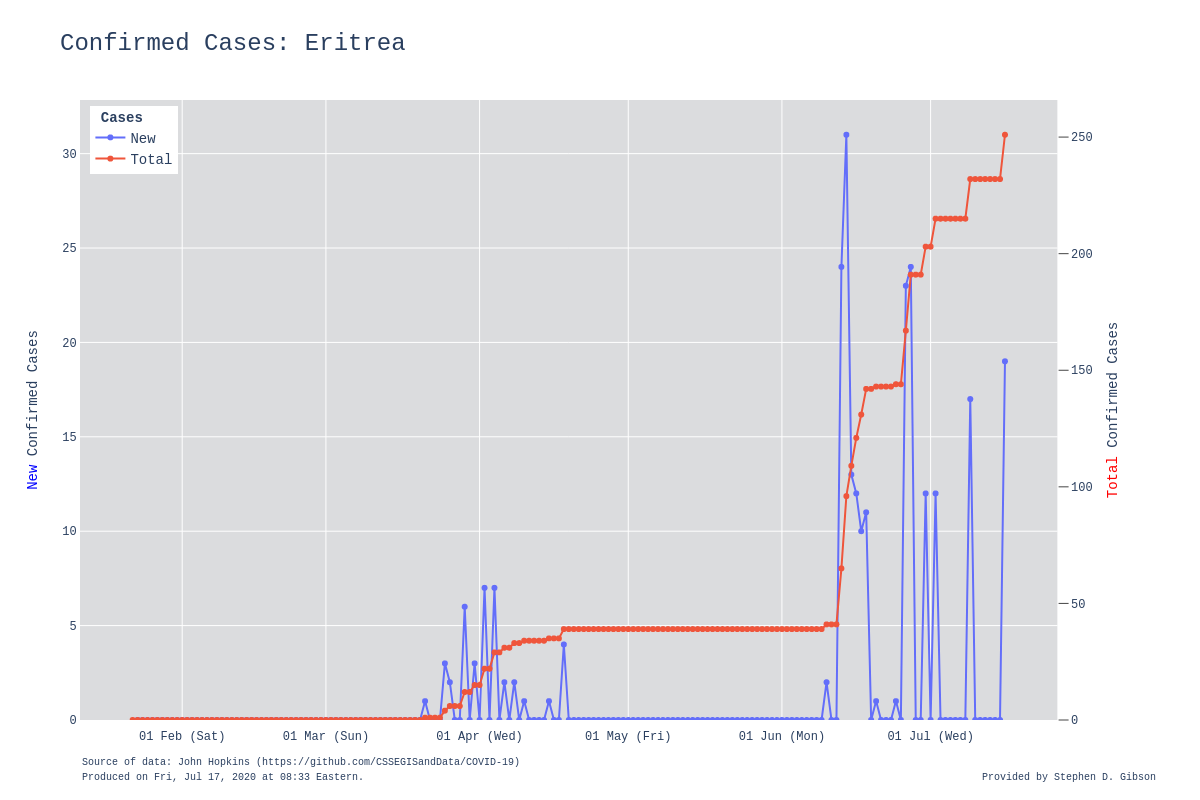 Confirmed Cases: Eritrea
Cases
New
Total
30
25
20
15
10
5
0
250
200
150
100
50
0
New Confirmed Cases
Total Confirmed Cases
01 Feb (Sat)
01 Mar (Sun)
01 Apr (Wed)
01 May (Fri)
01 Jun (Mon)
01 Jul (Wed)
Source of data: John Hopkins (https://github.com/CSSEGISandData/COVID-19)
Produced on Fri, Jul 17, 2020 at 08:33 Eastern.
Provided by Stephen D. Gibson